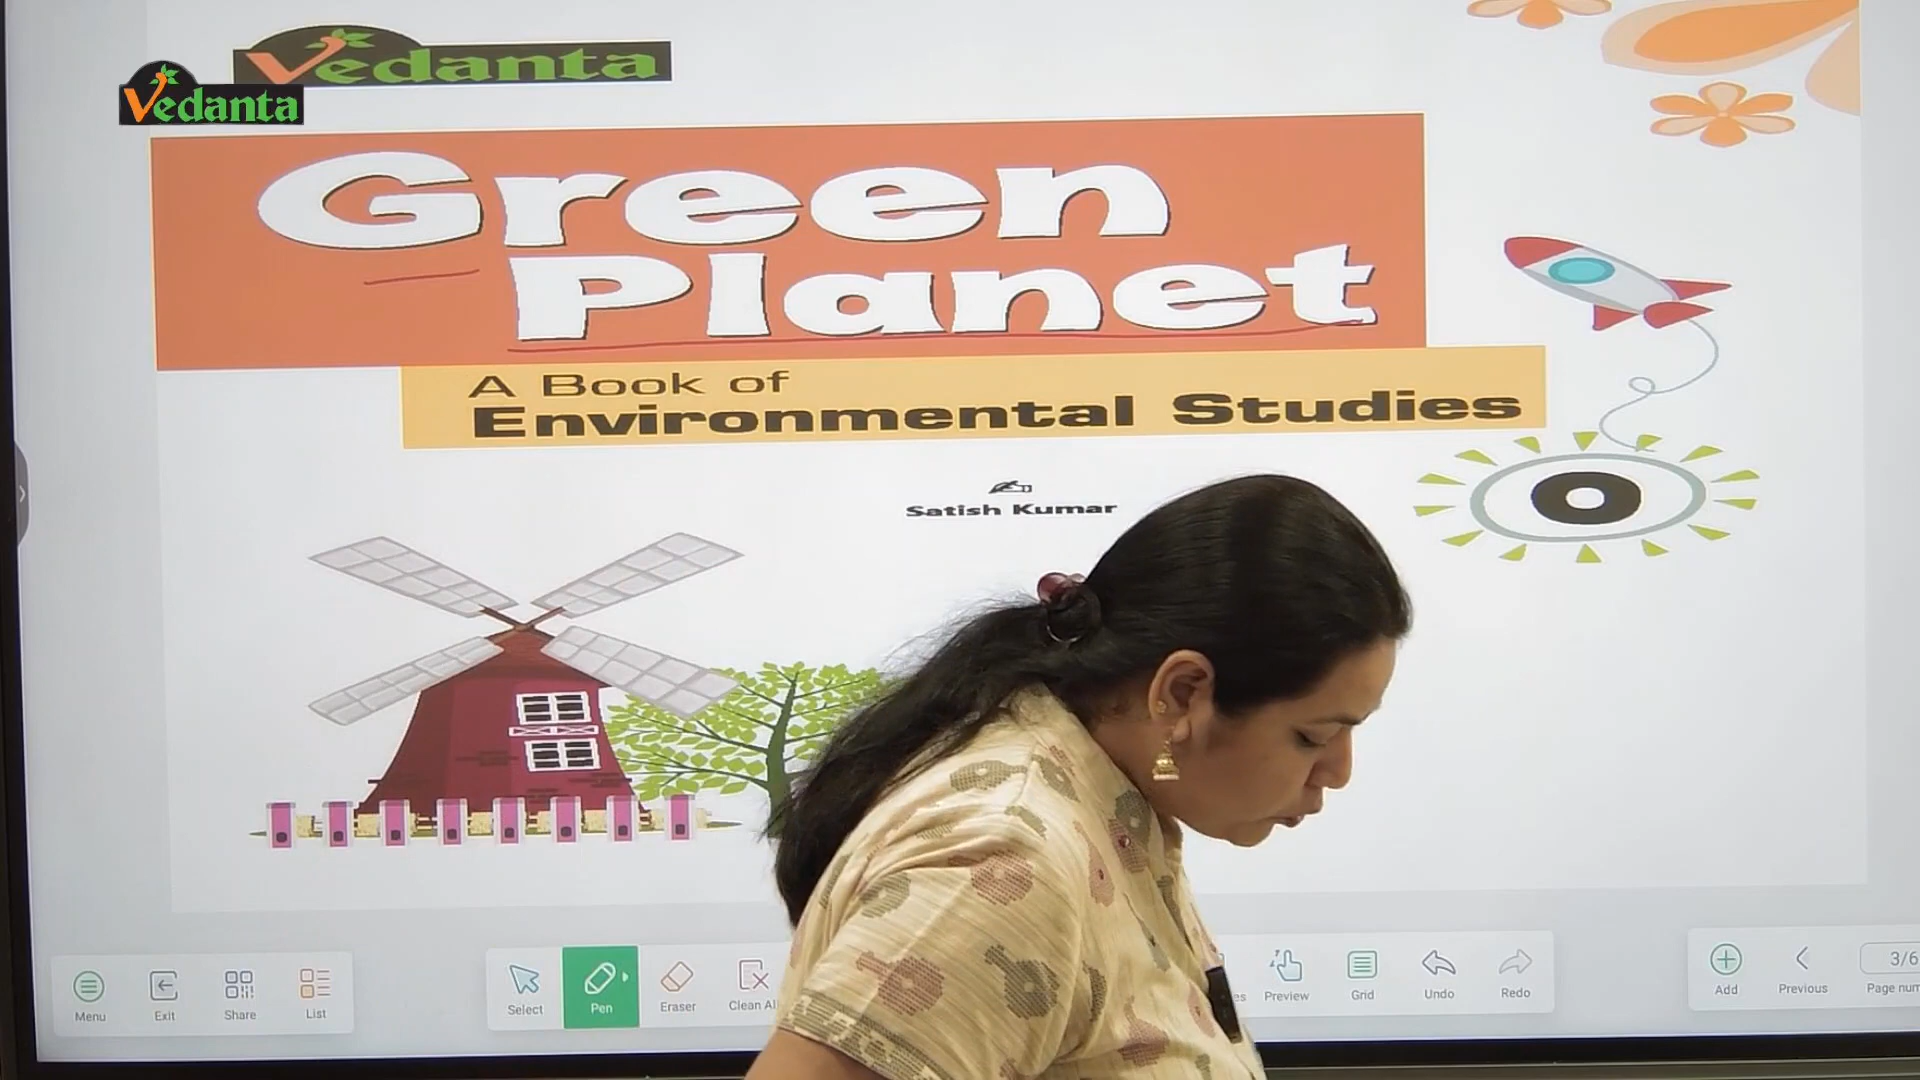 Vedanta
Vedanta
Green
Planet
A Book of
Environmental Studies
Satish Kumar
0
Menu
Exit
Share
List
Select
Pen
Eraser
Clean Al
Preview
Grid
Undo
Redo
Add
Previous
3/6
Page num